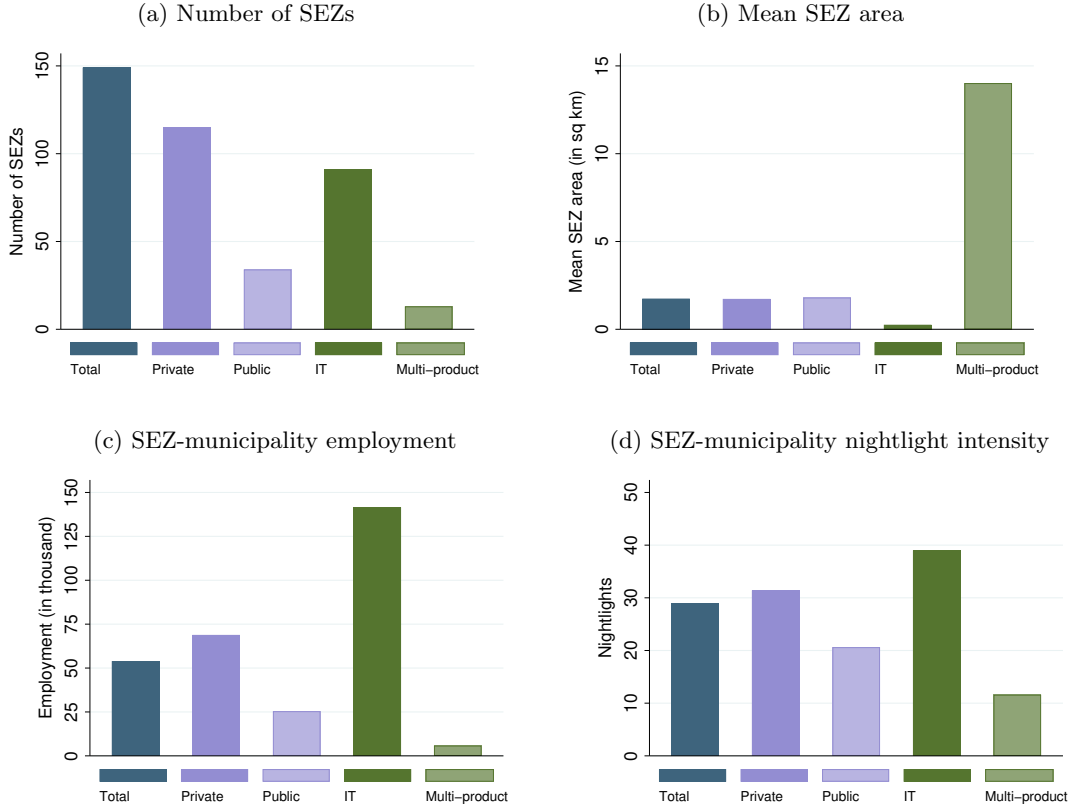 (a) Number of SEZs
Number of SEZs
150
100
50
0
Total Private Public IT Multi−product
(b) Mean SEZ area
Mean SEZ area (in sq km)
15
10
5
0
Total Private Public IT Multi−product
(c) SEZ-municipality employment
Employment (in thousand)
150
125
100
75
50
25
0
Total Private Public IT Multi−product
(d) SEZ-municipality nightlight intensity
Nightlights
50
40
30
20
10
0
Total Private Public IT Multi−product